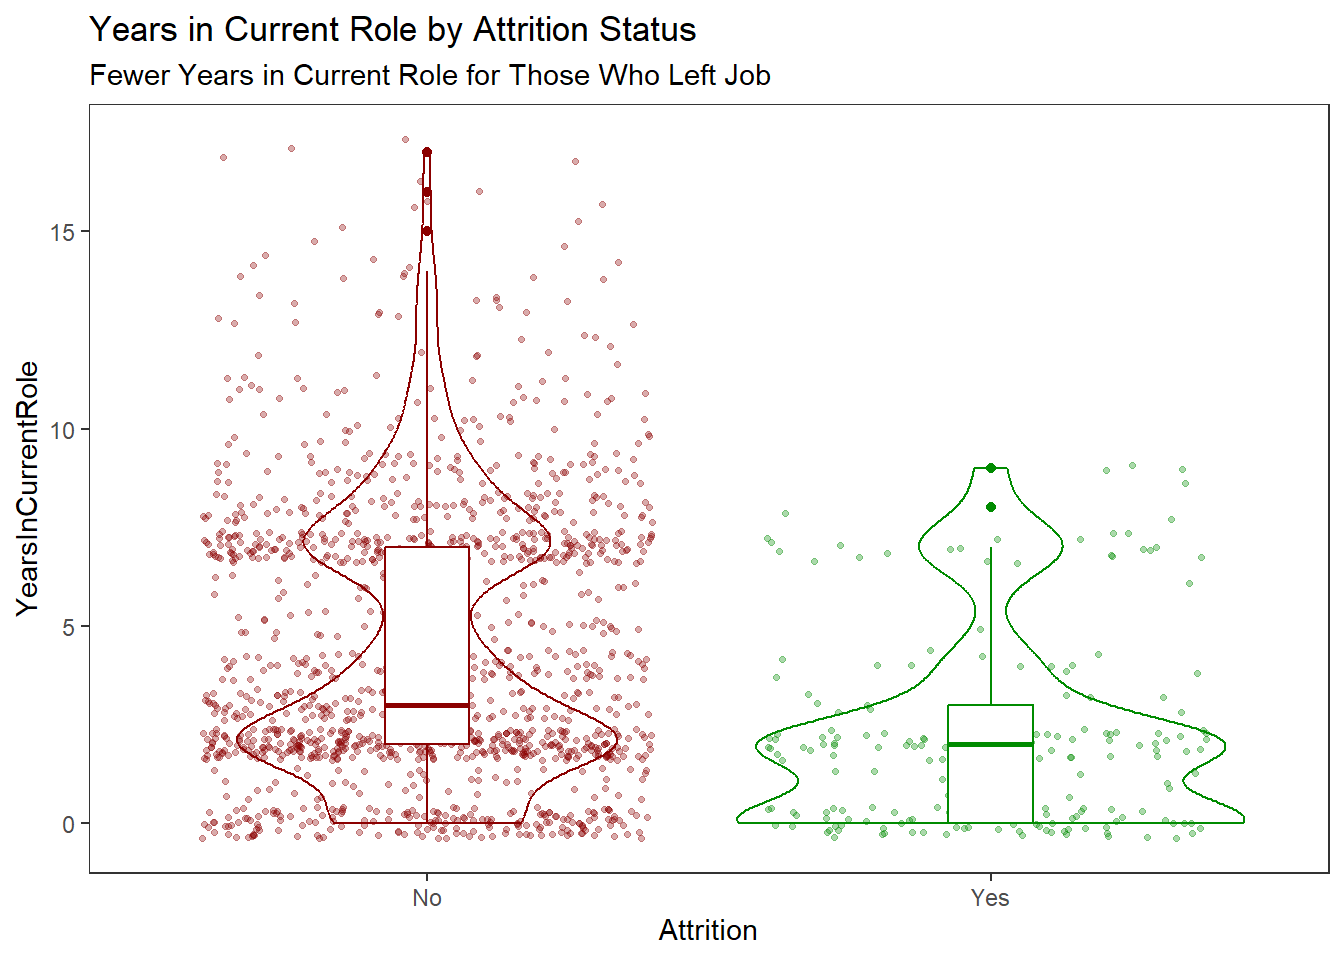 Years in Current Role by Attrition Status
Fewer Years in Current Role for Those Who Left Job
YearsInCurrentRole
15
10
5
0
No
Yes
Attrition